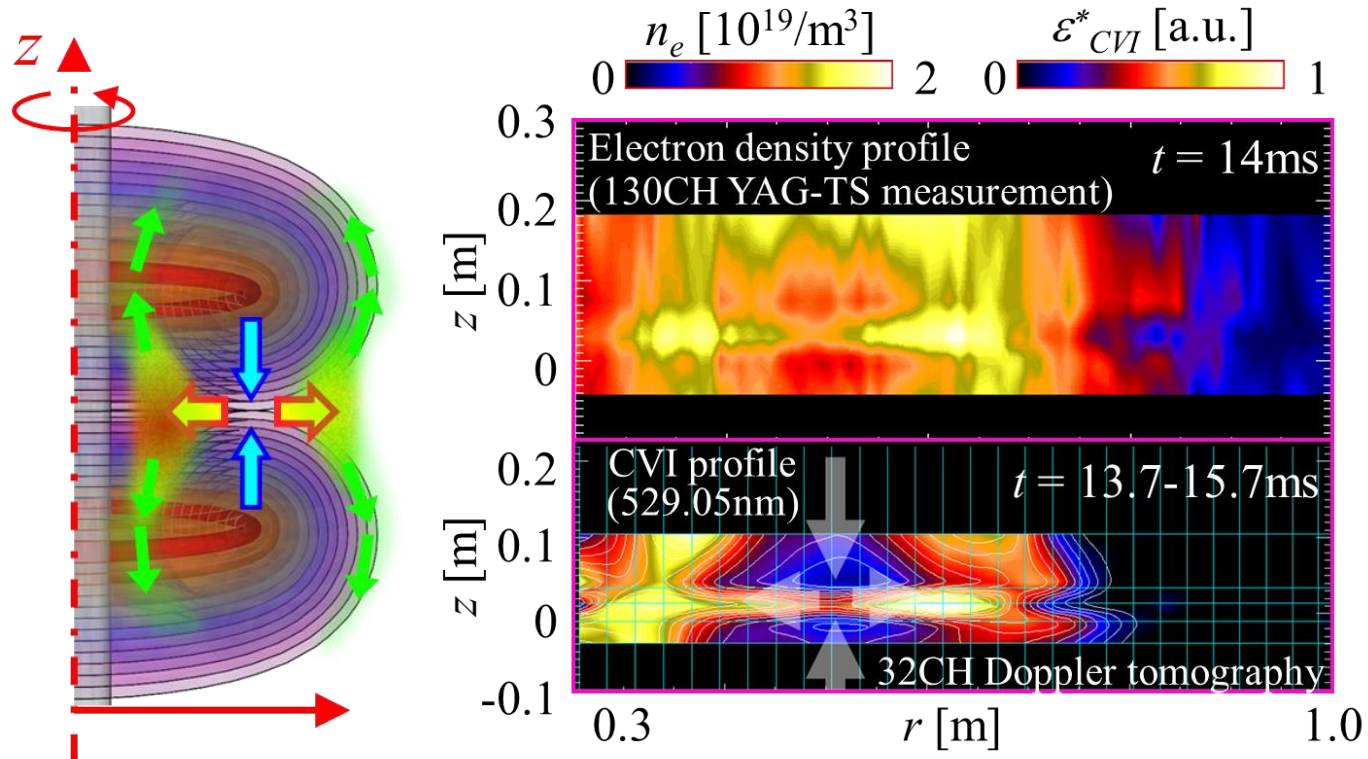 z
n_e [10^19/m^3]
0 2
ε*_CVI [a.u.]
0 1
0.3
0.2
0.1
0
z [m]
Electron density profile
(130CH YAG-TS measurement)
t = 14ms
0.2
0.1
0
-0.1
z [m]
CVI profile
(529.05nm)
t = 13.7-15.7ms
32CH Doppler tomography
0.3 r [m] 1.0